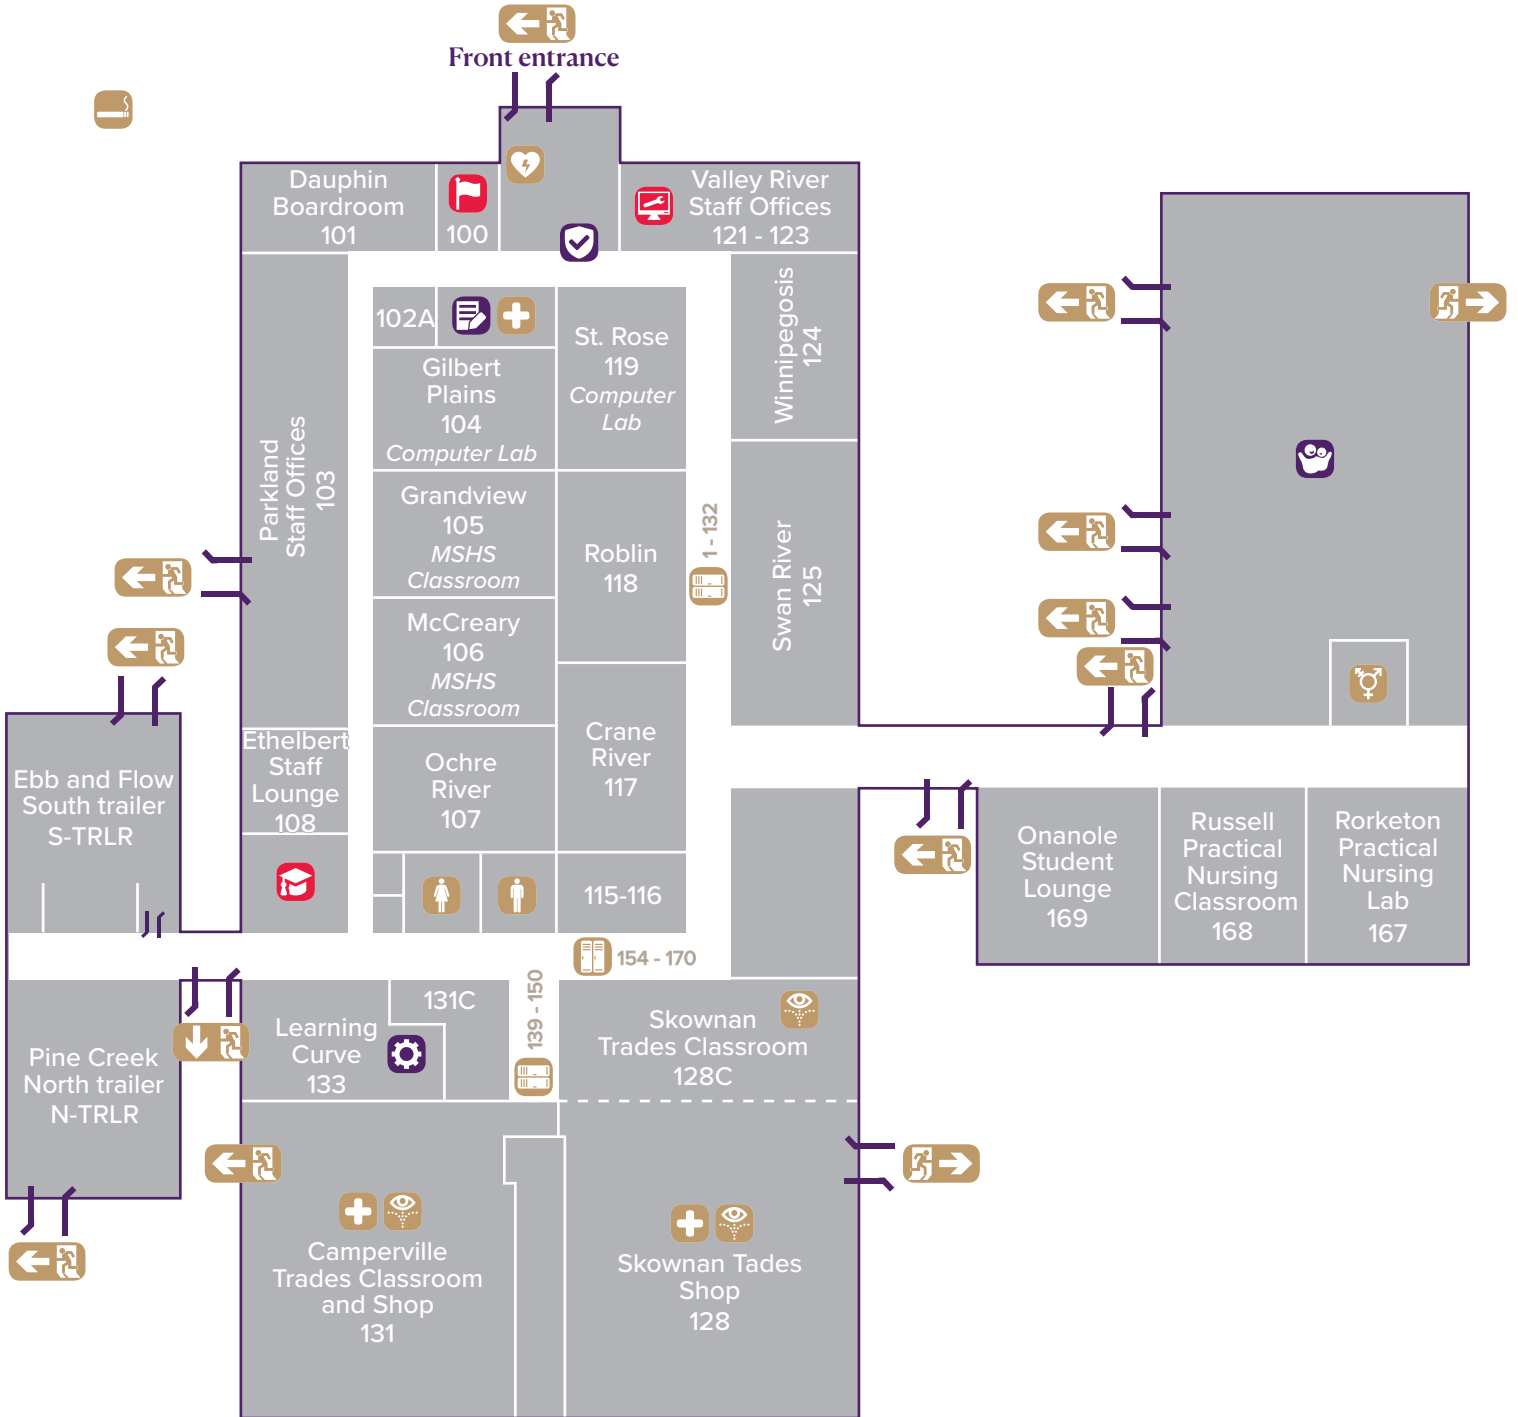 Front entrance
Dauphin
Boardroom
101
100
Valley River
Staff Offices
121 - 123
102A
Parkland
Staff Offices
103
Gilbert
Plains
104
Computer Lab
St. Rose
119
Computer
Lab
Winnipegosis
124
Grandview
105
MSHS
Classroom
Roblin
118
1 - 132
Swan River
125
McCreary
106
MSHS
Classroom
Ethelbert
Staff
Lounge
108
Ochre
River
107
Crane
River
117
115-116
Ebb and Flow
South trailer
S-TRLR
Onanole
Student
Lounge
169
Russell
Practical
Nursing
Classroom
168
Rorketon
Practical
Nursing
Lab
167
154 - 170
139 - 150
Pine Creek
North trailer
N-TRLR
Learning
Curve
133
131C
Skownan
Trades Classroom
128C
Camperville
Trades Classroom
and Shop
131
Skownan Tades
Shop
128